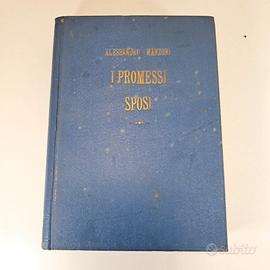 ALESSANDRO MANZONI
I PROMESSI
SPOSI
subito